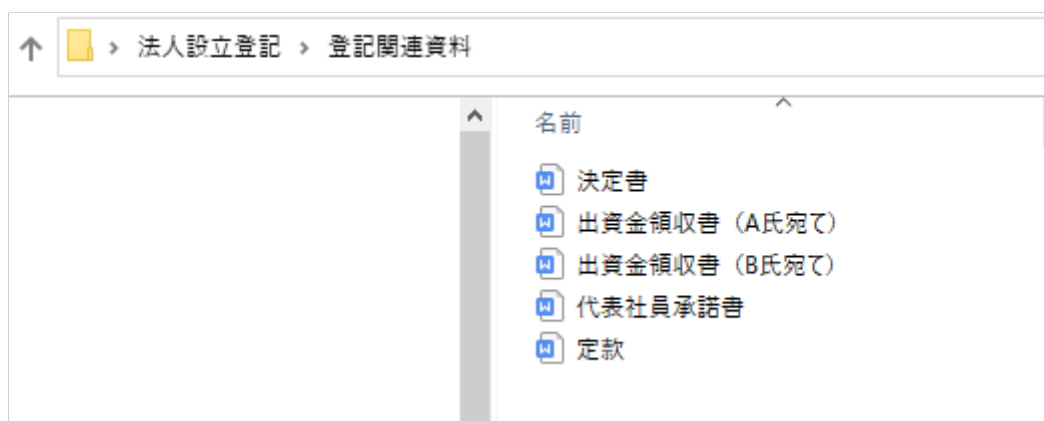 法人設立登記 › 登記関連資料
名前
決定書
出資金領収書（A氏宛て）
出資金領収書（B氏宛て）
代表社員承諾書
定款